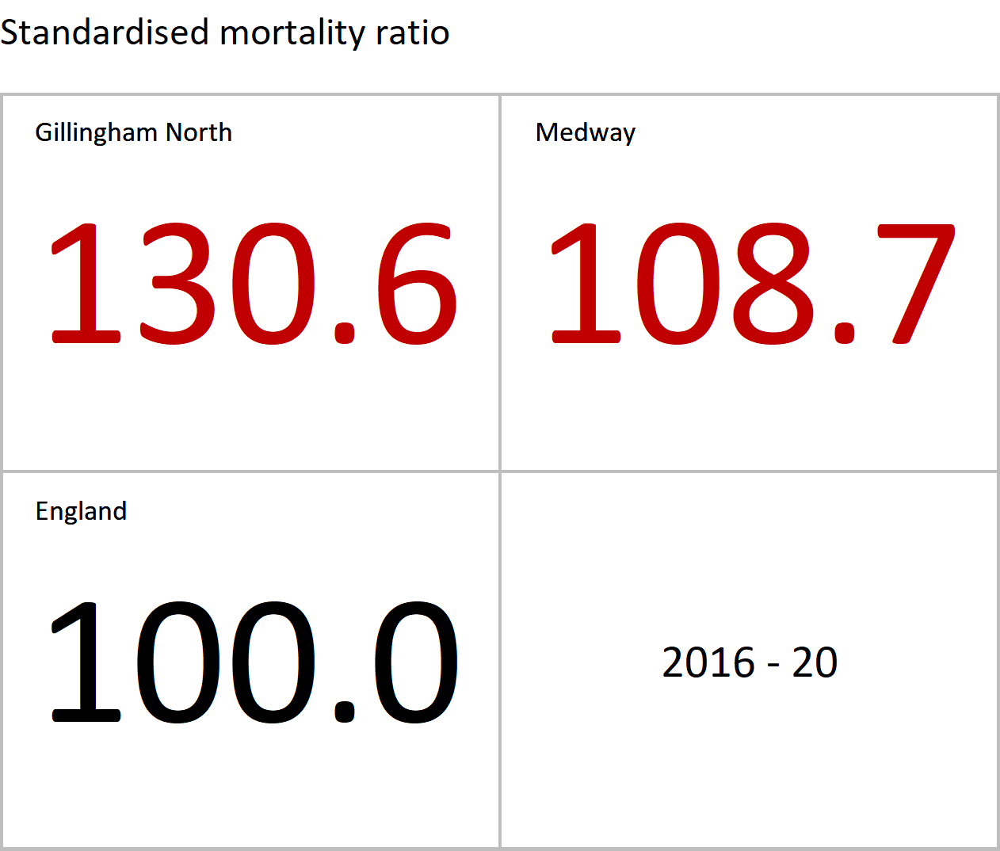 Standardised mortality ratio
Gillingham North
130.6
Medway
108.7
England
100.0
2016 - 20